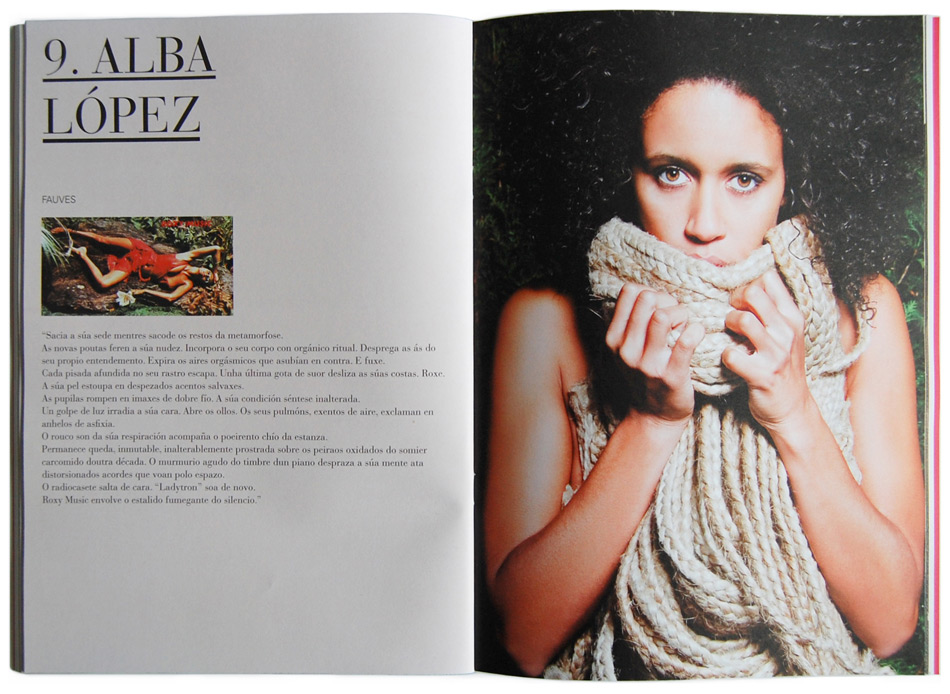 9. ALBA
LÓPEZ
FAUVES
“Sacia a súa sede mentres sacode os restos da metamorfose.
As novas poutas feren a súa nudez. Incorpora o seu corpo con orgánico ritual. Desprega as ás do
seu propio entendemento. Expira os aires orgásmicos que asubían en contra. E fuxe.
Cada pisada afundida no seu rastro escapa. Unha última gota de suor desliza as súas costas. Roxe.
A súa pel estoupa en despezados acentos salvaxes.
As pupilas rompen en imaxes de dobre fío. A súa condición séntese inalterada.
Un golpe de luz irradia a súa cara. Abre os ollos. Os seus pulmóns, exentos de aire, exclaman en
anhelos de asfixia.
O rouco son da súa respiración acompaña o poeirento chío da estanza.
Permanece queda, inmutable, inalterablemente prostrada sobre os peiraos oxidados do somier
carcomido doutra década. O murmurio agudo do timbre dun piano despraza a súa mente ata
distorsionados acordes que voan polo espazo.
O radiocasete salta de cara. “Ladytron” soa de novo.
Roxy Music envolve o estalido fumegante do silencio.”